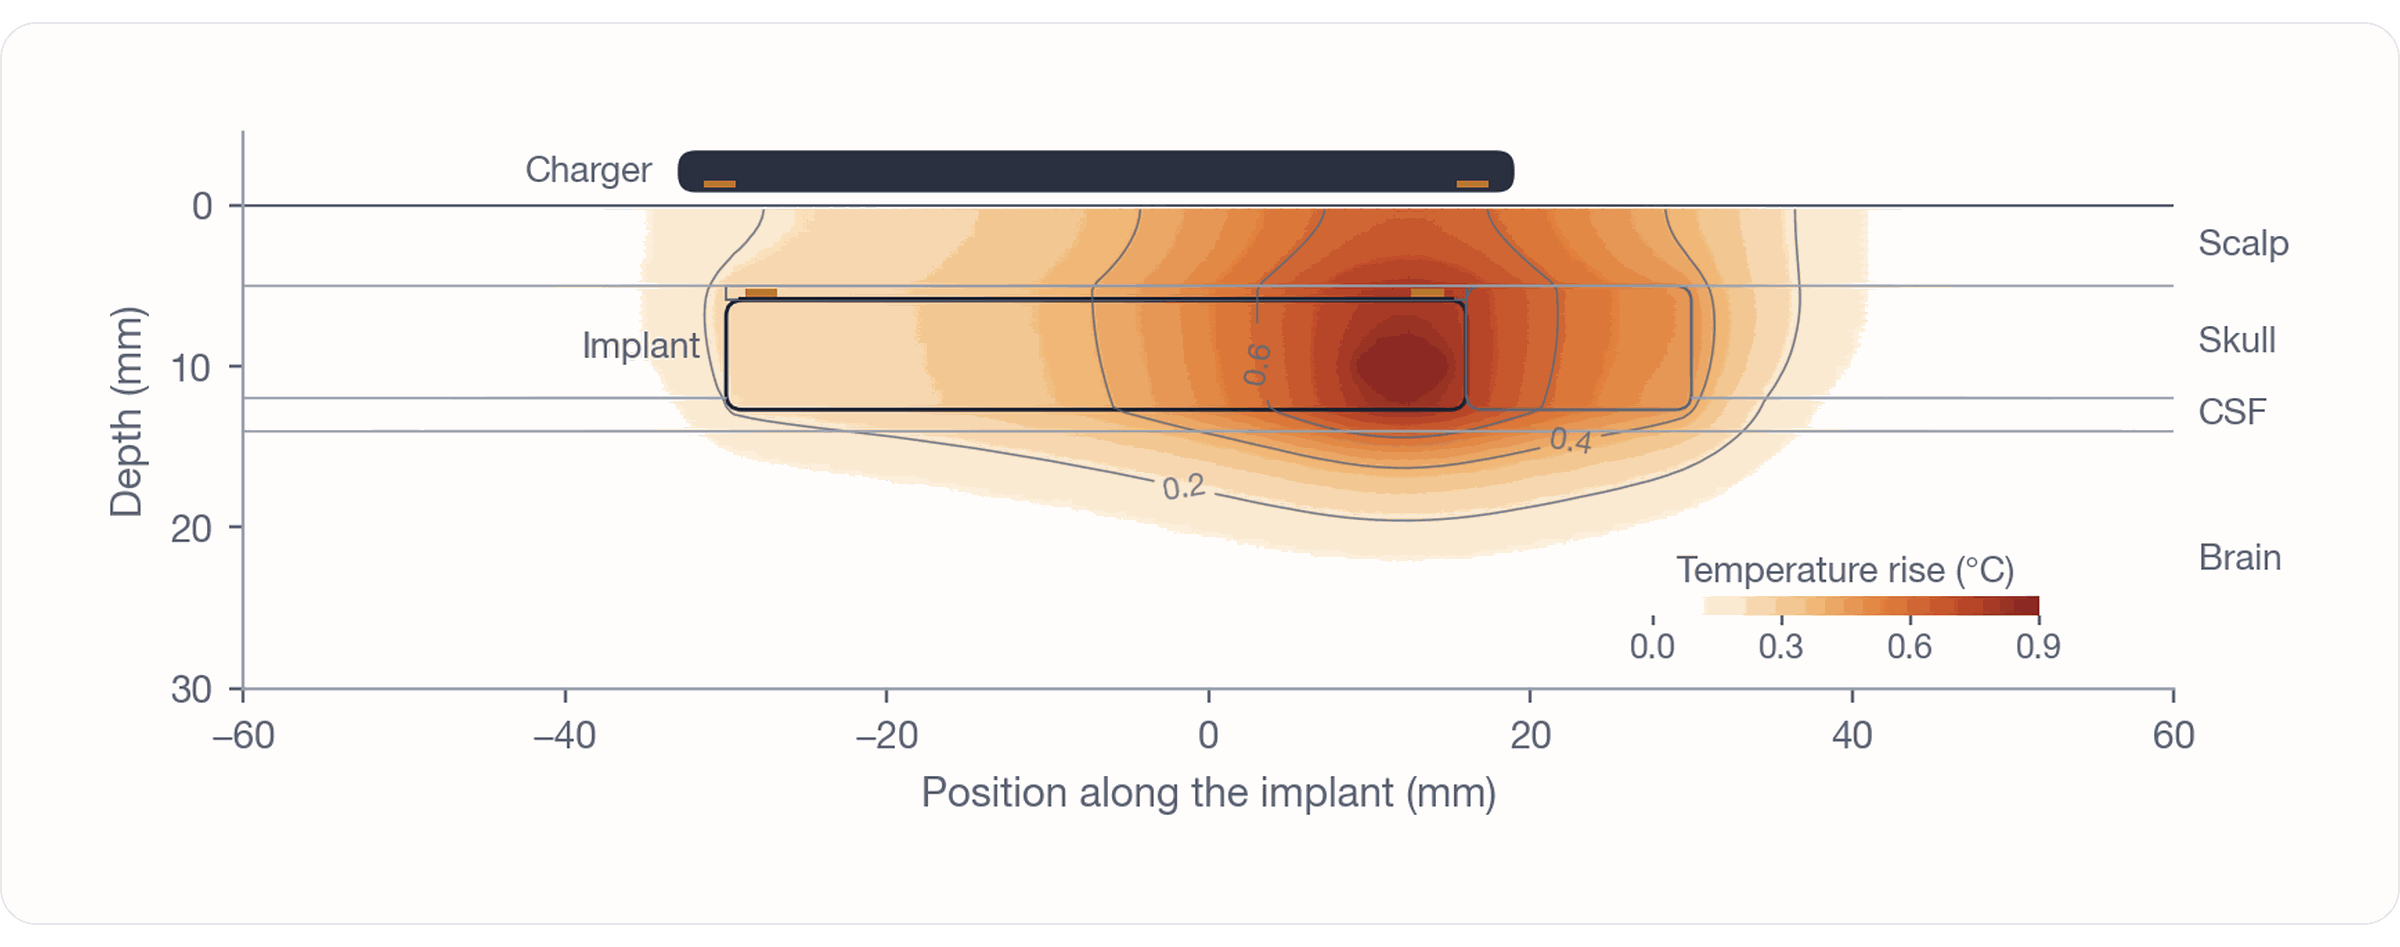 Charger
0
Scalp
Implant
Skull
10
0.6
CSF
0.4
0.2
20
Brain
Temperature rise (°C)
0.0 0.3 0.6 0.9
30
–60 –40 –20 0 20 40 60
Depth (mm)
Position along the implant (mm)